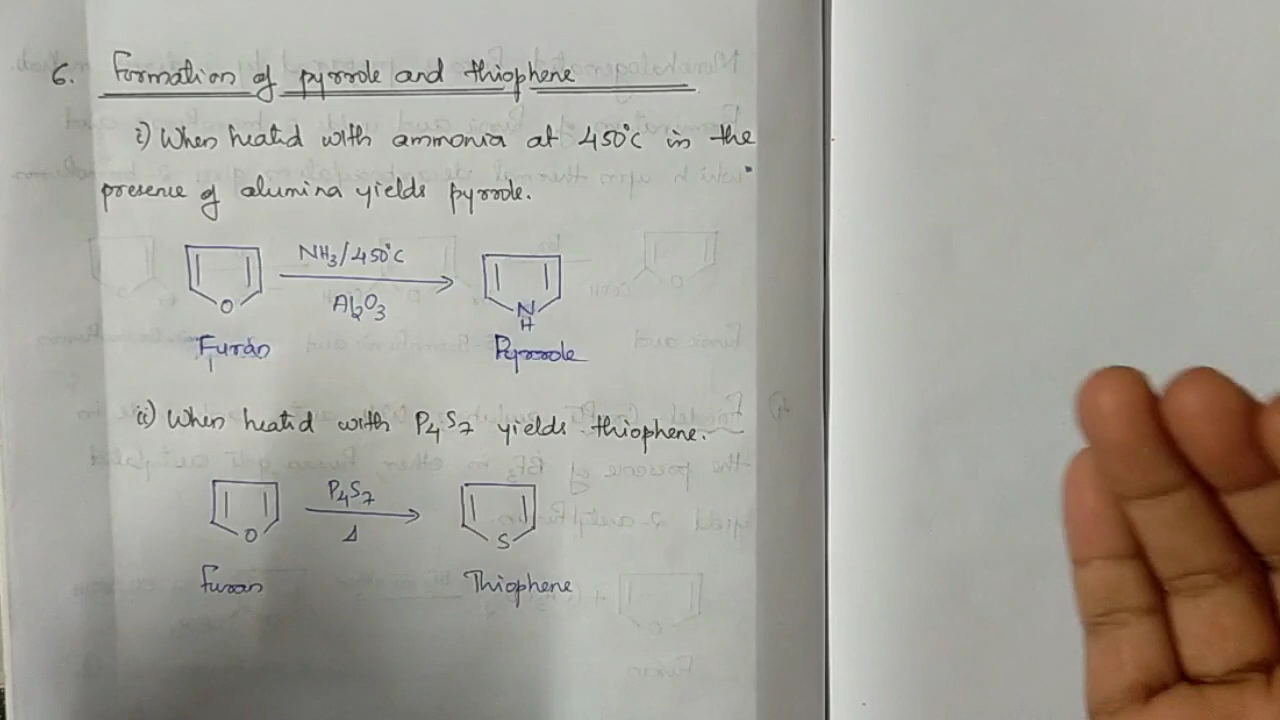 6. Formation of pyrrole and thiophene
i) When heated with ammonia at 450°C in the
presence of alumina yields pyrrole.
NH3/450°C
Al2O3
O
N
H
Furan
Pyrrole
ii) When heated with P4S7 yields thiophene.
P4S7
Δ
O
S
Furan
Thiophene